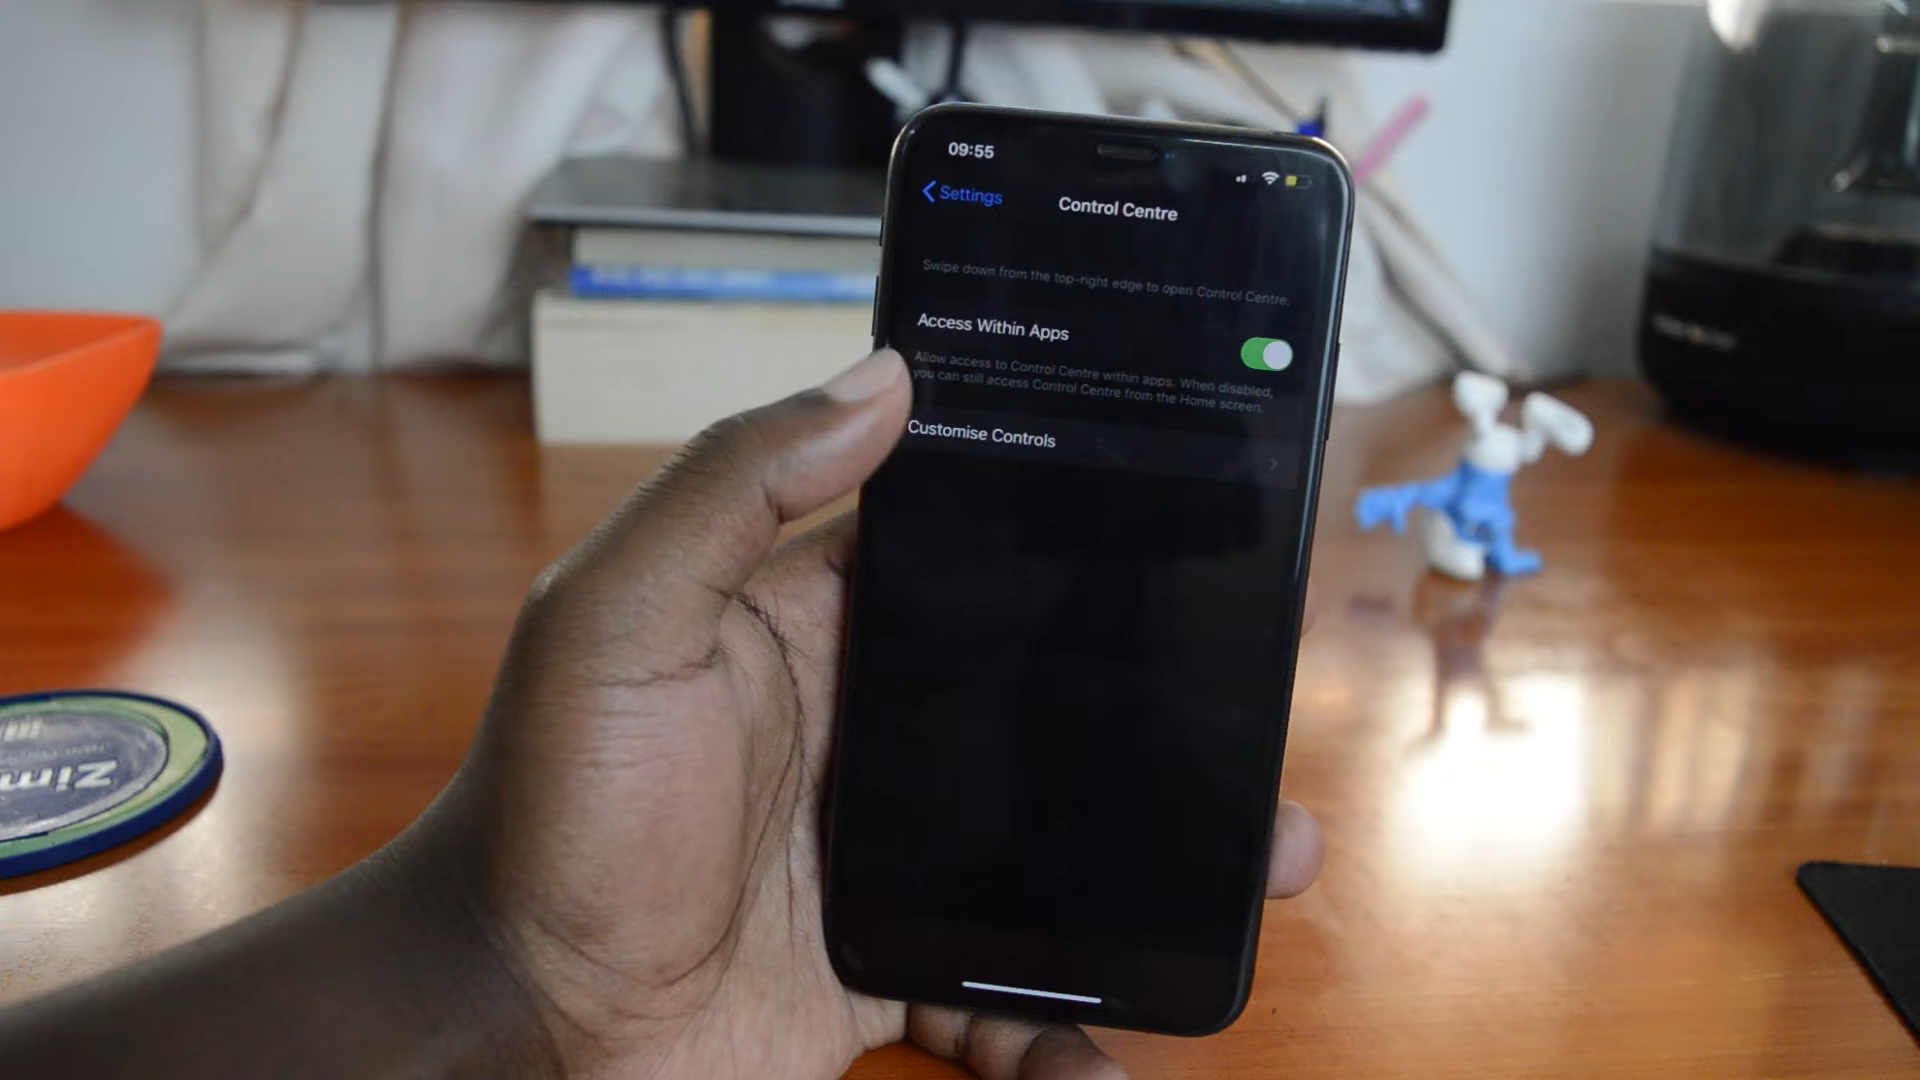 09:55
Settings
Control Centre
Swipe down from the top-right edge to open Control Centre.
Access Within Apps
Allow access to Control Centre within apps. When disabled,
you can still access Control Centre from the Home screen.
Customise Controls
Zim